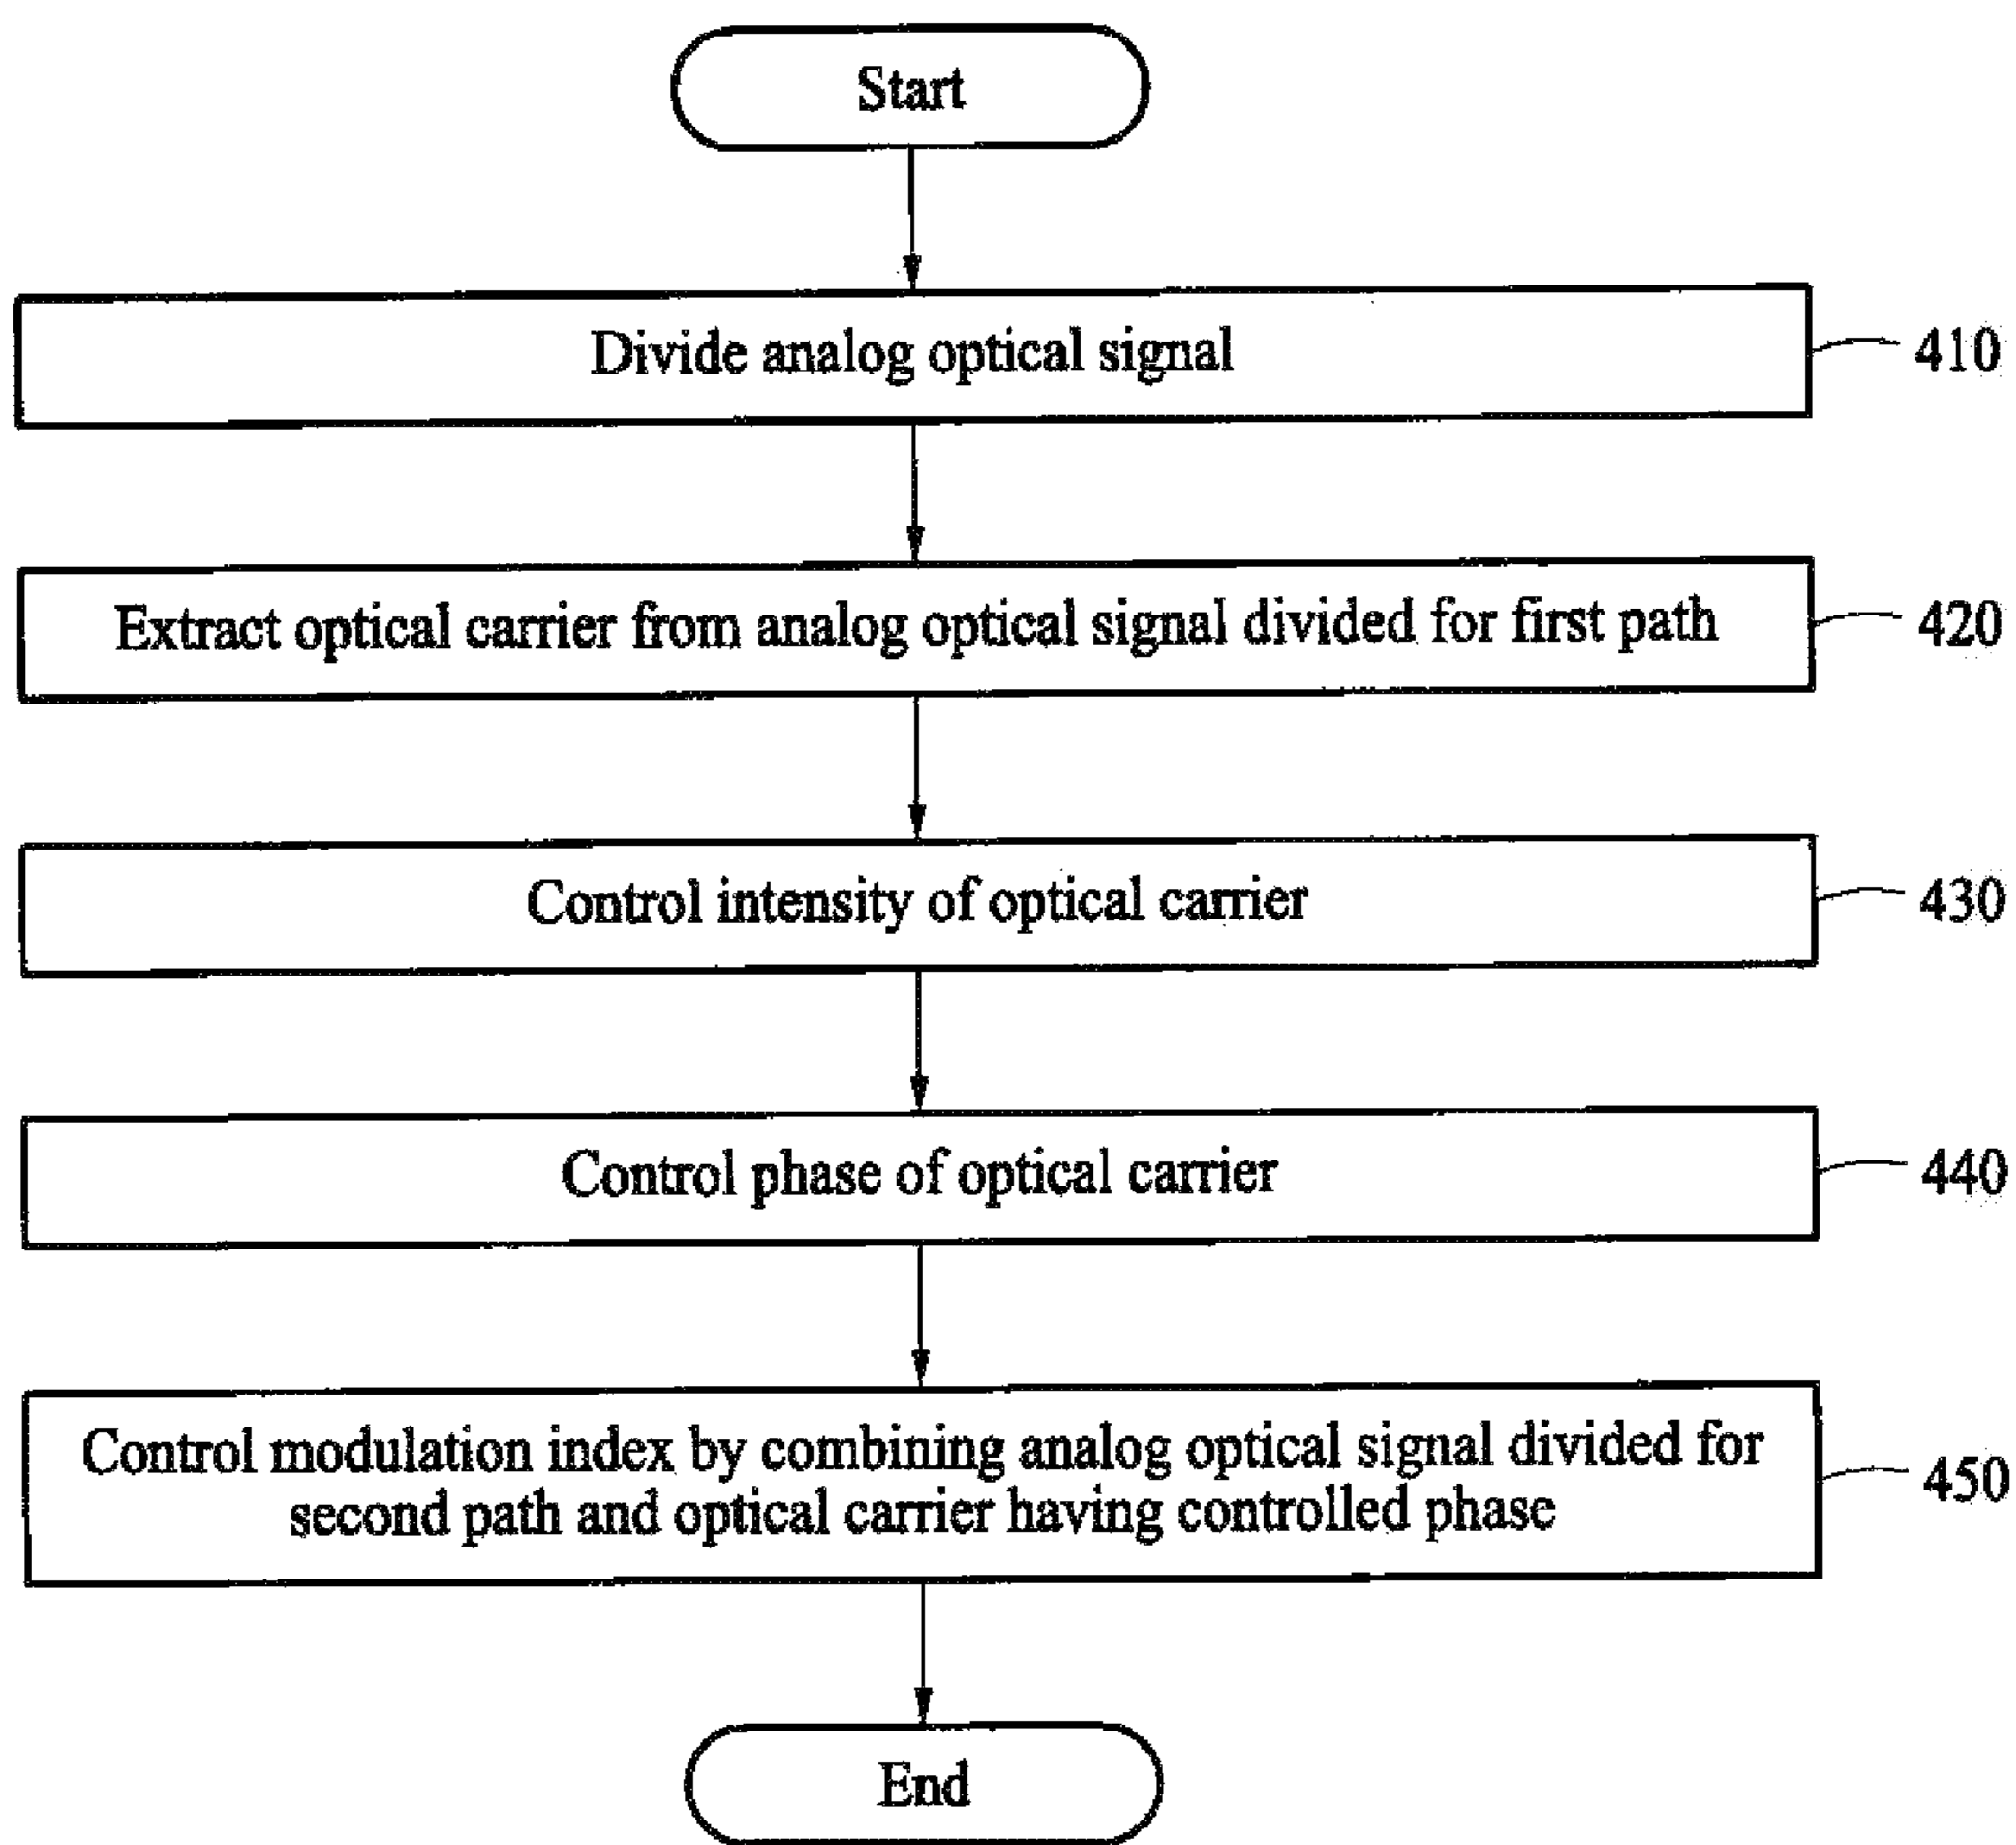 Start
Divide analog optical signal
410
Extract optical carrier from analog optical signal divided for first path
420
Control intensity of optical carrier
430
Control phase of optical carrier
440
Control modulation index by combining analog optical signal divided for
second path and optical carrier having controlled phase
450
End